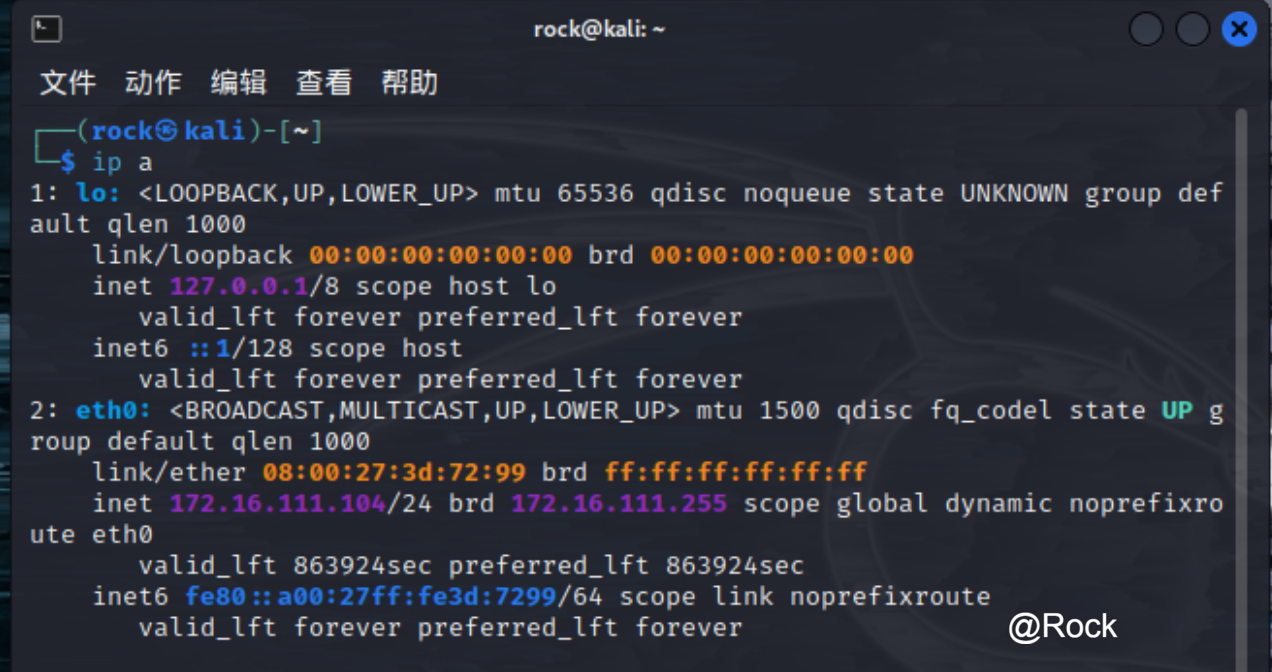 rock@kali: ~
文件 动作 编辑 查看 帮助
┌──(rock㉿kali)-[~]
└─$ ip a
1: lo: <LOOPBACK,UP,LOWER_UP> mtu 65536 qdisc noqueue state UNKNOWN group def
ault qlen 1000
    link/loopback 00:00:00:00:00:00 brd 00:00:00:00:00:00
    inet 127.0.0.1/8 scope host lo
       valid_lft forever preferred_lft forever
    inet6 ::1/128 scope host
       valid_lft forever preferred_lft forever
2: eth0: <BROADCAST,MULTICAST,UP,LOWER_UP> mtu 1500 qdisc fq_codel state UP g
roup default qlen 1000
    link/ether 08:00:27:3d:72:99 brd ff:ff:ff:ff:ff:ff
    inet 172.16.111.104/24 brd 172.16.111.255 scope global dynamic noprefixro
ute eth0
       valid_lft 863924sec preferred_lft 863924sec
    inet6 fe80::a00:27ff:fe3d:7299/64 scope link noprefixroute
       valid_lft forever preferred_lft forever
@Rock